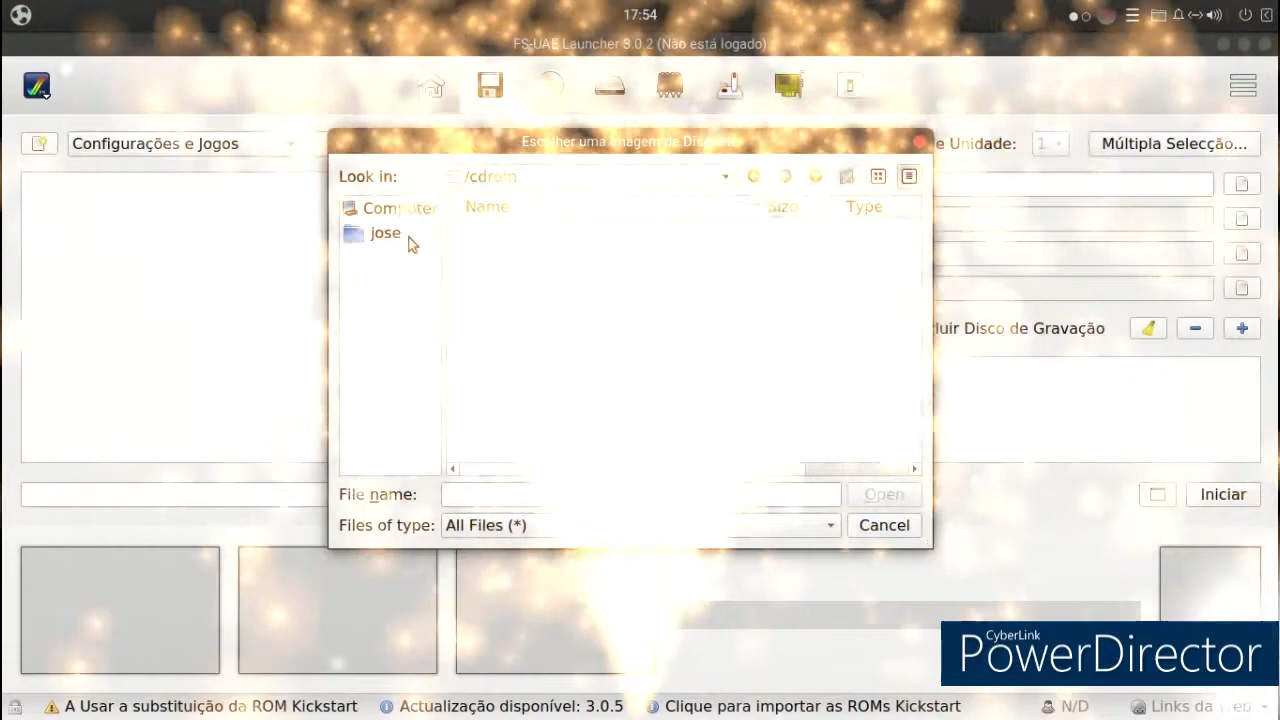 17:54
FS-UAE Launcher 3.0.2 (Não está logado)
Configurações e Jogos
e Unidade:
1
Múltipla Selecção...
Escolher uma Imagem de Disquete
Look in:
/cdrom
Computer
jose
Name
Size
Type
luir Disco de Gravação
File name:
Open
Files of type:
All Files (*)
Cancel
Iniciar
CyberLink
PowerDirector
A Usar a substituição da ROM Kickstart
Actualização disponível: 3.0.5
Clique para importar as ROMs Kickstart
N/D
Links da Web